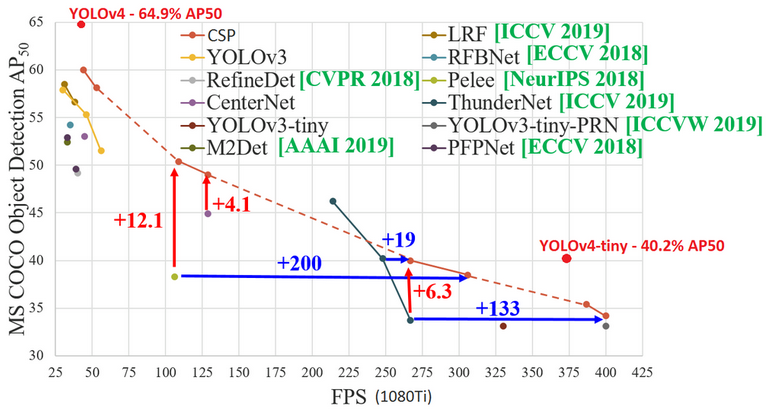 YOLOv4 - 64.9% AP50
MS COCO Object Detection AP50
65
60
55
50
45
40
35
30
CSP
LRF [ICCV 2019]
YOLOv3
RFBNet [ECCV 2018]
RefineDet [CVPR 2018]
Pelee [NeurIPS 2018]
CenterNet
ThunderNet [ICCV 2019]
YOLOv3-tiny
YOLOv3-tiny-PRN [ICCVW 2019]
M2Det [AAAI 2019]
PFPNet [ECCV 2018]
+12.1
+4.1
+19
YOLOv4-tiny - 40.2% AP50
+200
+6.3
+133
25 50 75 100 125 150 175 200 225 250 275 300 325 350 375 400 425
FPS (1080Ti)